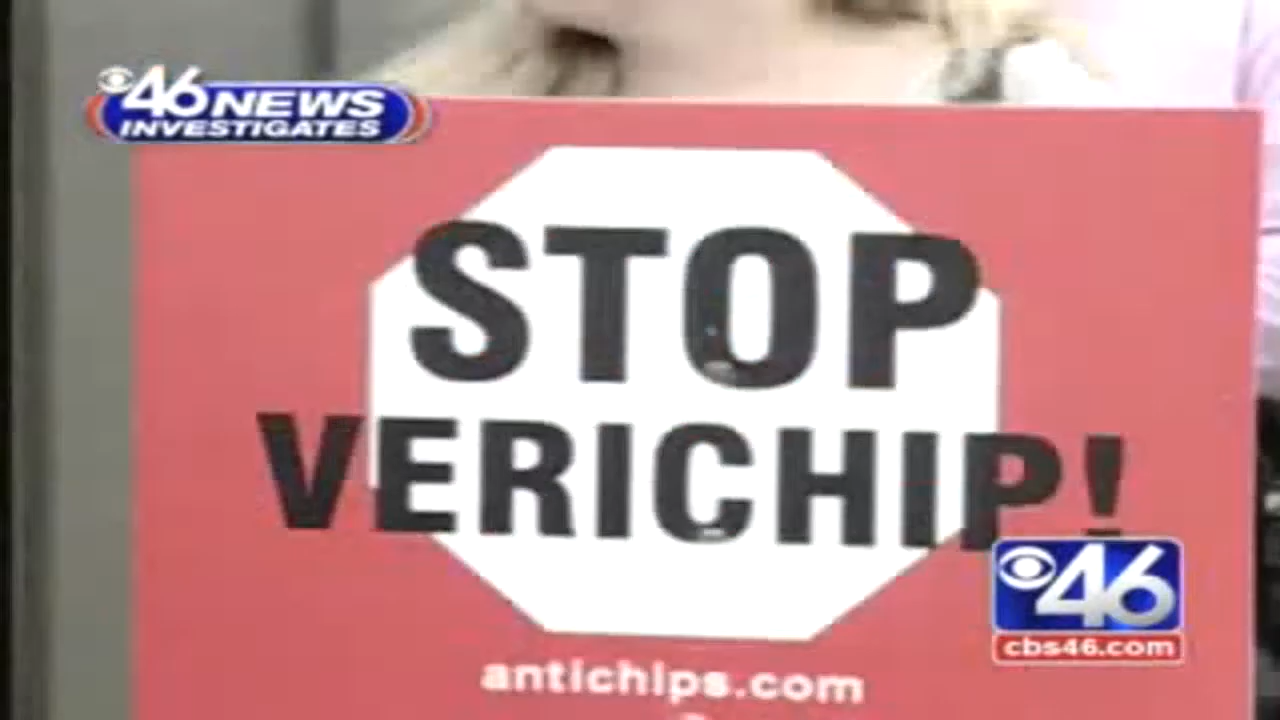 46 NEWS
INVESTIGATES
STOP
VERICHIP!
46
cbs46.com
antichips.com